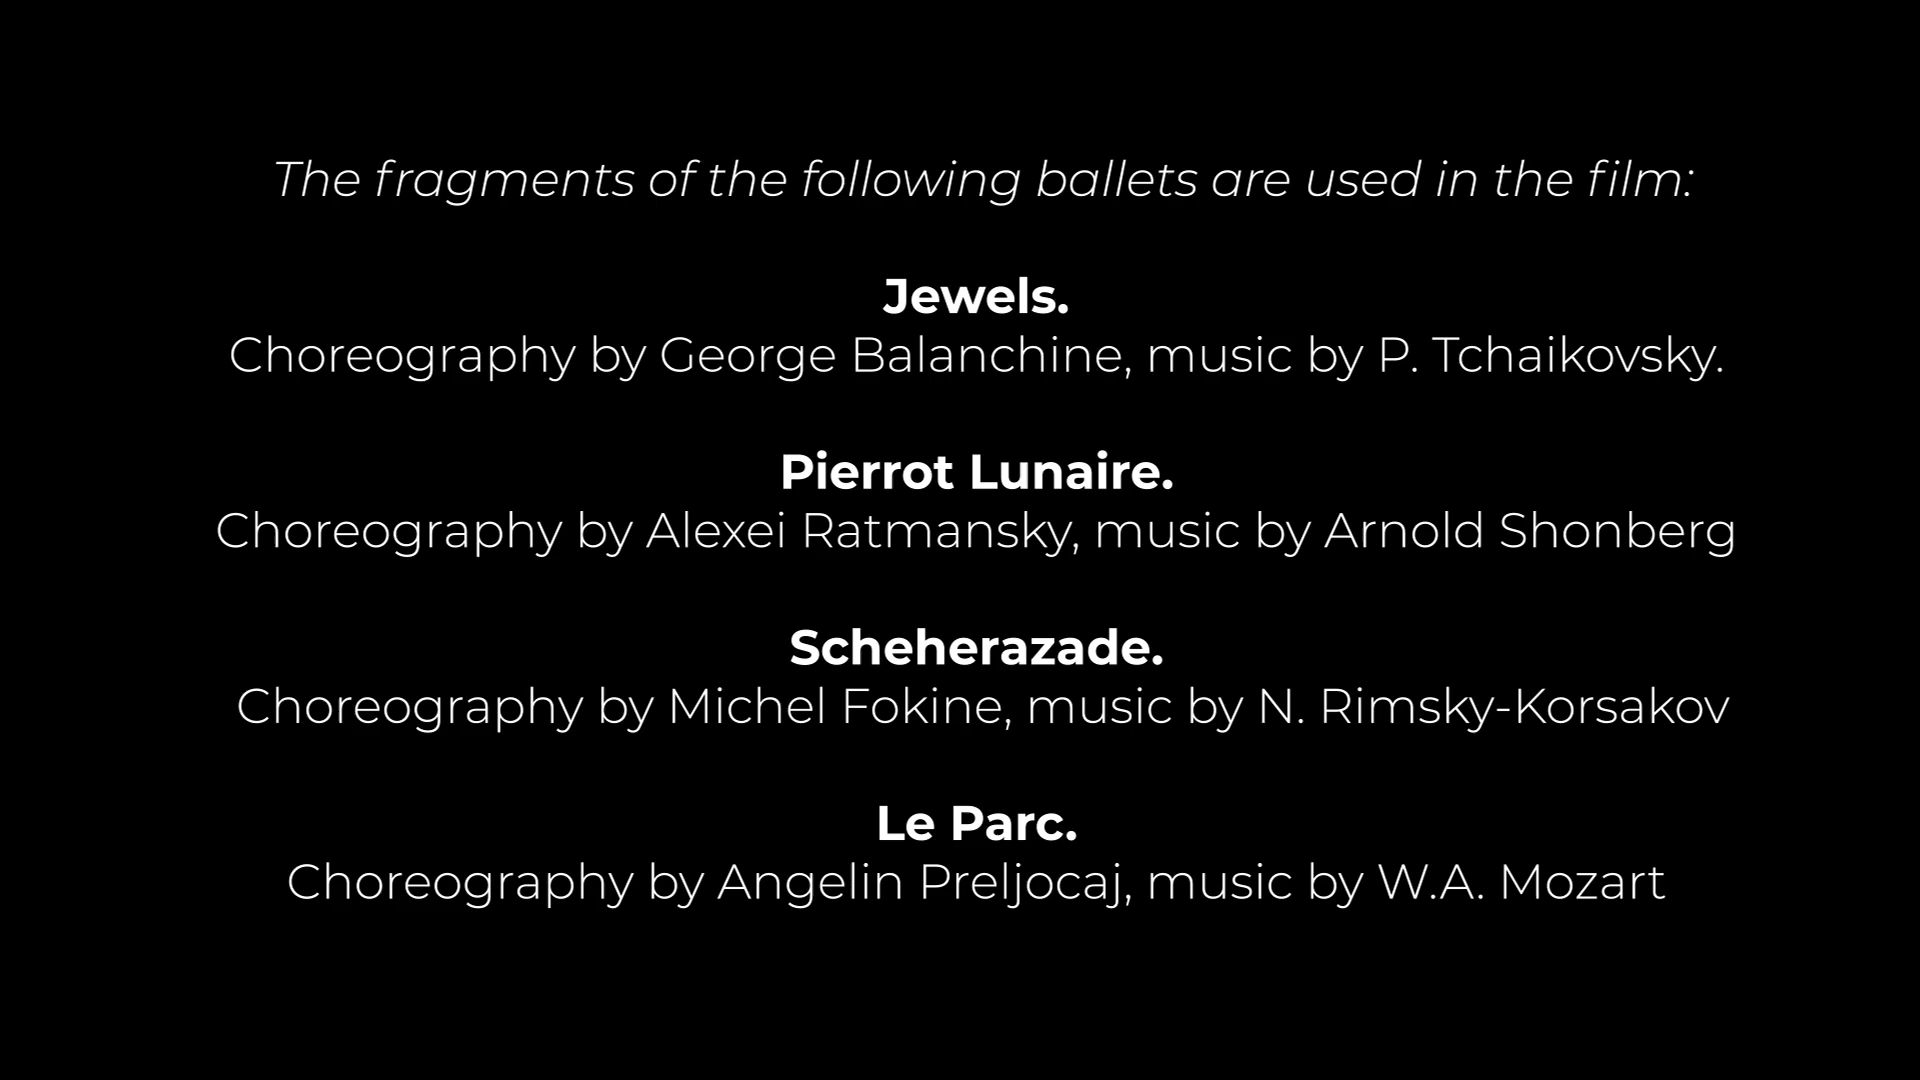 The fragments of the following ballets are used in the film:
Jewels.
Choreography by George Balanchine, music by P. Tchaikovsky.
Pierrot Lunaire.
Choreography by Alexei Ratmansky, music by Arnold Shonberg
Scheherazade.
Choreography by Michel Fokine, music by N. Rimsky-Korsakov
Le Parc.
Choreography by Angelin Preljocaj, music by W.A. Mozart